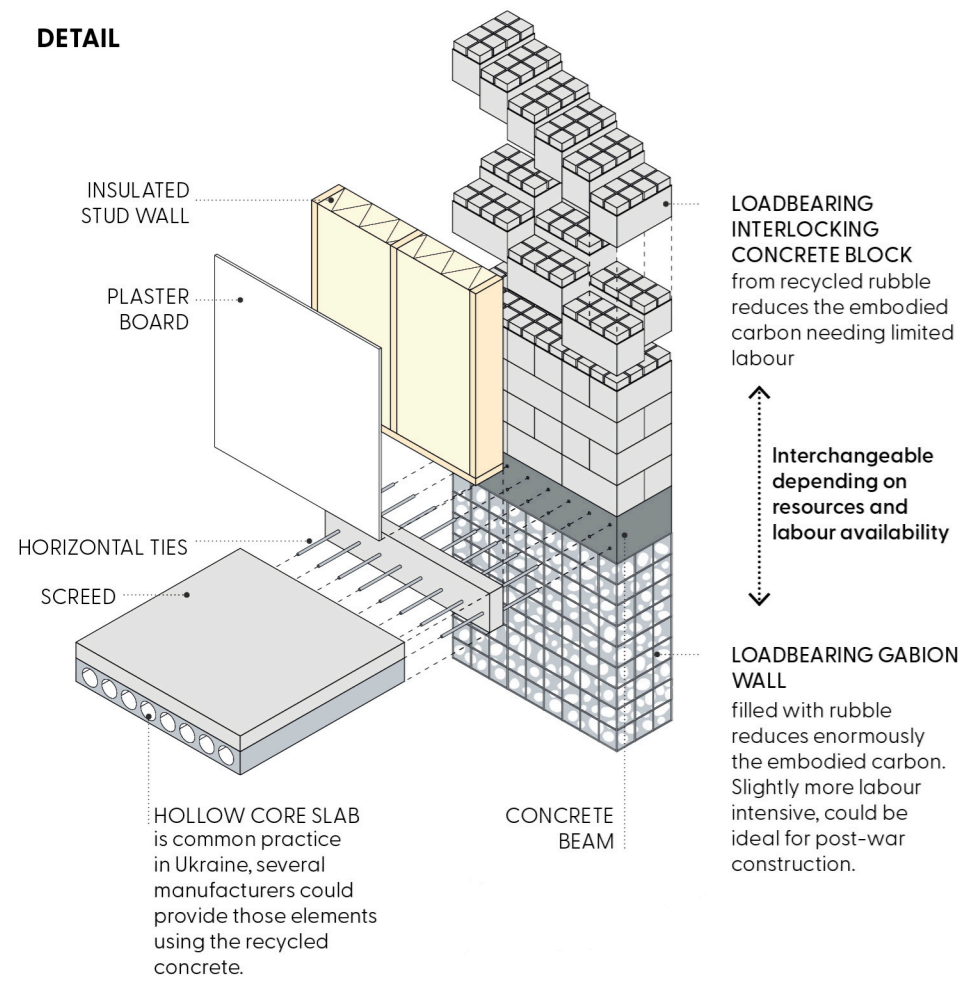 DETAIL
INSULATED
STUD WALL
PLASTER
BOARD
HORIZONTAL TIES
SCREED
HOLLOW CORE SLAB
is common practice
in Ukraine, several
manufacturers could
provide those elements
using the recycled
concrete.
CONCRETE
BEAM
LOADBEARING
INTERLOCKING
CONCRETE BLOCK
from recycled rubble
reduces the embodied
carbon needing limited
labour
Interchangeable
depending on
resources and
labour availability
LOADBEARING GABION
WALL
filled with rubble
reduces enormously
the embodied carbon.
Slightly more labour
intensive, could be
ideal for post-war
construction.